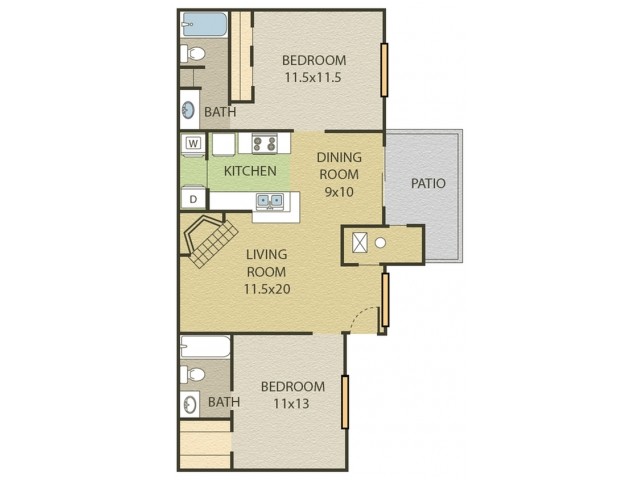 BEDROOM
11.5x11.5
BATH
W
KITCHEN
D
DINING
ROOM
9x10
PATIO
LIVING
ROOM
11.5x20
BEDROOM
11x13
BATH